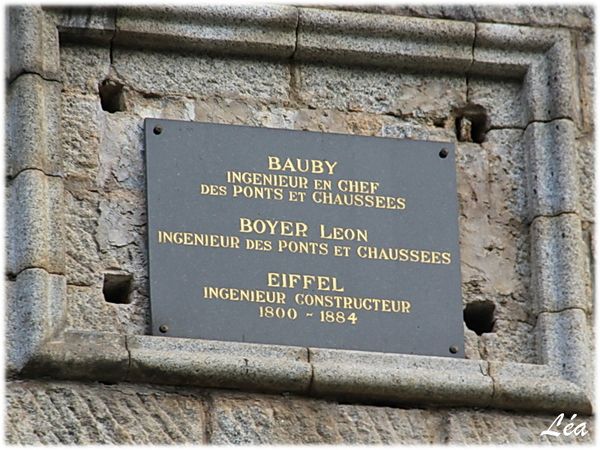 BAUBY
INGENIEUR EN CHEF
DES PONTS ET CHAUSSEES
BOYER LEON
INGENIEUR DES PONTS ET CHAUSSEES
EIFFEL
INGENIEUR CONSTRUCTEUR
1800 ~ 1884
Léa